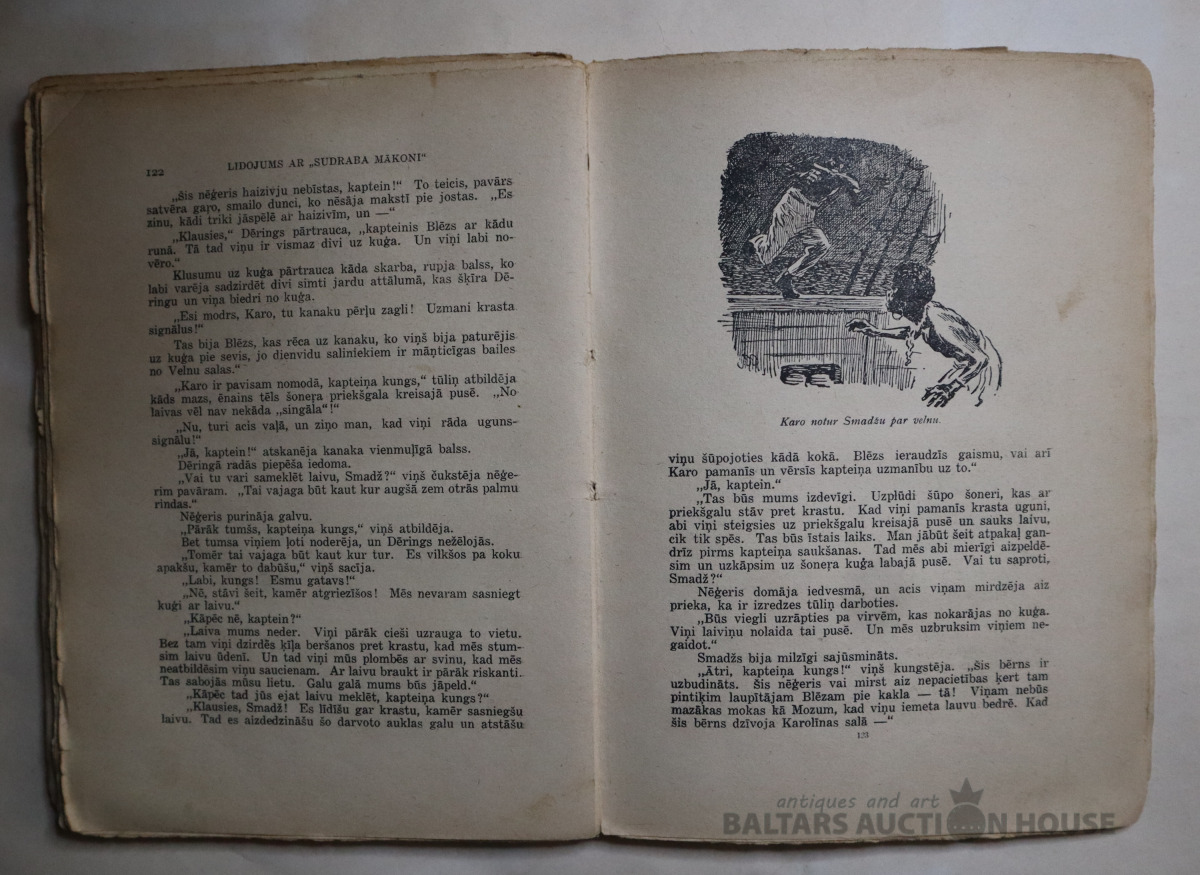 122
LIDOJUMS AR „SUDRABA MĀKONI"
„Šis nēģeris haizivju nebīstas, kaptein!" To teicis, pavārs
satvēra gaŗo, smailo dunci, ko nēsāja makstī pie jostas. „Es
zinu, kādi triki jāspēlē ar haizivīm, un —"
„Klausies," Dērings pārtrauca, „kapteinis Blēzs ar kādu
runā. Tā tad viņu ir vismaz divi uz kuģa. Un viņi labi no-
vēro."
Klusumu uz kuģa pārtrauca kāda skarba, rupja balss, ko
labi varēja sadzirdēt divi simti jardu attālumā, kas šķīra Dē-
ringu un viņa biedri no kuģa.
„Esi modrs, Karo, tu kanaku pērļu zagli! Uzmani krasta
signālus!"
Tas bija Blēzs, kas rēca uz kanaku, ko viņš bija paturējis
uz kuģa pie sevis, jo dienvidu saliniekiem ir māņticīgas bailes
no Velnu salas."
„Karo ir pavisam nomodā, kapteiņa kungs," tūliņ atbildēja
kāds mazs, ēnains tēls šoneŗa priekšgala kreisajā pusē. „No
laivas vēl nav nekāda „singāla"!"
„Nu, turi acis vaļā, un ziņo man, kad viņi rāda uguns-
signālu!"
„Jā, kaptein!" atskanēja kanaka vienmuļīgā balss.
Dēringā radās piepēša iedoma.
„Vai tu vari sameklēt laivu, Smadž?" viņš čukstēja nēģe-
rim pavāram. „Tai vajaga būt kaut kur augšā zem otrās palmu
rindas."
Nēģeris purināja galvu.
„Pārāk tumšs, kapteiņa kungs," viņš atbildēja.
Bet tumsa viņiem ļoti noderēja, un Dērings nežēlojās.
„Tomēr tai vajaga būt kaut kur tur. Es vilkšos pa koku
apakšu, kamēr to dabūšu," viņš sacīja.
„Labi, kungs! Esmu gatavs!"
„Nē, stāvi šeit, kamēr atgriezīšos! Mēs nevaram sasniegt
kuģi ar laivu."
„Kāpēc nē, kaptein?"
„Laiva mums neder. Viņi pārāk cieši uzrauga to vietu.
Bez tam viņi dzirdēs ķīļa beršanos pret krastu, kad mēs stum-
sim laivu ūdenī. Un tad viņi mūs plombēs ar svinu, kad mēs
neatbildēsim viņu saucienam. Ar laivu braukt ir pārāk riskanti.
Tas sabojās mūsu lietu. Galu galā mums būs jāpeld."
„Kāpēc tad jūs ejat laivu meklēt, kapteiņa kungs?"
„Klausies, Smadž! Es līdīšu gar krastu, kamēr sasniegšu
laivu. Tad es aizdedzināšu šo darvoto auklas galu un atstāšu
Karo notur Smadžu par velnu.
viņu šūpojoties kādā kokā. Blēzs ieraudzīs gaismu, vai arī
Karo pamanīs un vērsīs kapteiņa uzmanību uz to."
„Jā, kaptein."
„Tas būs mums izdevīgi. Uzplūdi šūpo šoneri, kas ar
priekšgalu stāv pret krastu. Kad viņi pamanīs krasta uguni,
abi viņi steigsies uz priekšgalu kreisajā pusē un sauks laivu,
cik tik spēs. Tas būs īstais laiks. Man jābūt šeit atpakaļ gan-
drīz pirms kapteiņa saukšanas. Tad mēs abi mierīgi aizpeldē-
sim un uzkāpsim uz šoneŗa kuģa labajā pusē. Vai tu saproti,
Smadž?"
Nēģeris domāja iedvesmā, un acis viņam mirdzēja aiz
prieka, ka ir izredzes tūliņ darboties.
„Būs viegli uzrāpties pa virvēm, kas nokarājas no kuģa.
Viņi laiviņu nolaida tai pusē. Un mēs uzbruksim viņiem ne-
gaidot."
Smadžs bija milzīgi sajūsmināts.
„Ātri, kapteiņa kungs!" viņš kungstēja. „Šis bērns ir
uzbudināts. Šis nēģeris vai mirst aiz nepacietības ķert tam
pintiķim laupītājam Blēzam pie kakla — tā! Viņam nebūs
mazākas mokas kā Mozum, kad viņu iemeta lauvu bedrē. Kad
šis bērns dzīvoja Karolīnas salā —"
123
antiques and art
BALTARS AUCTION HOUSE